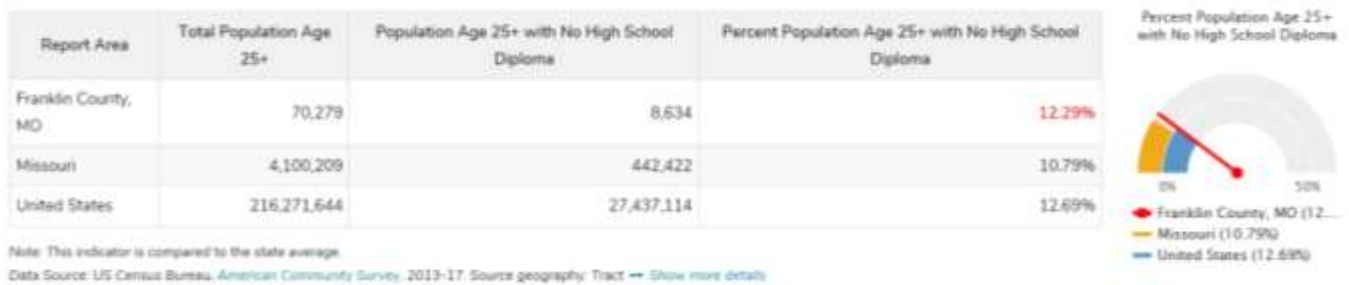 Report Area
Total Population Age
25+
Population Age 25+ with No High School
Diploma
Percent Population Age 25+ with No High School
Diploma
Franklin County,
MO
70,279
8,634
12.29%
Missouri
4,100,209
442,422
10.79%
United States
216,271,644
27,437,114
12.69%
Note: This indicator is compared to the state average.
Data Source: US Census Bureau, American Community Survey. 2013-17. Source geography: Tract → Show more details
Percent Population Age 25+
with No High School Diploma
0%
50%
Franklin County, MO (12...
Missouri (10.79%)
United States (12.69%)